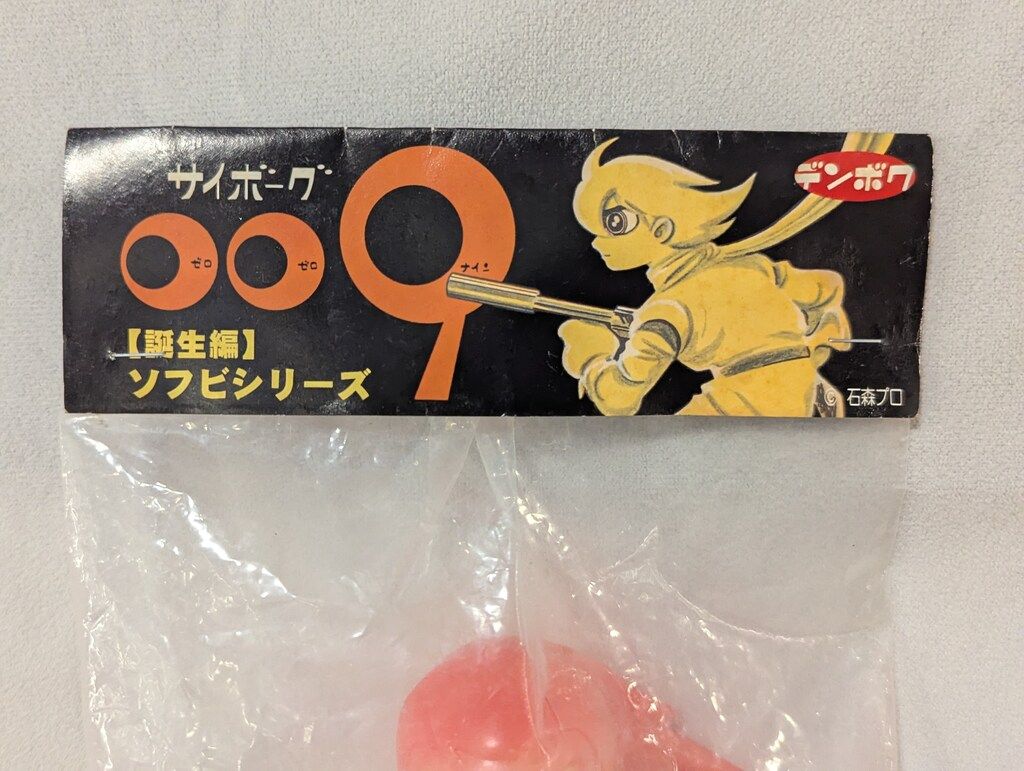 サイボーグ
009
ゼロ
ゼロ
ナイン
【誕生編】
ソフビシリーズ
デンボク
© 石森プロ